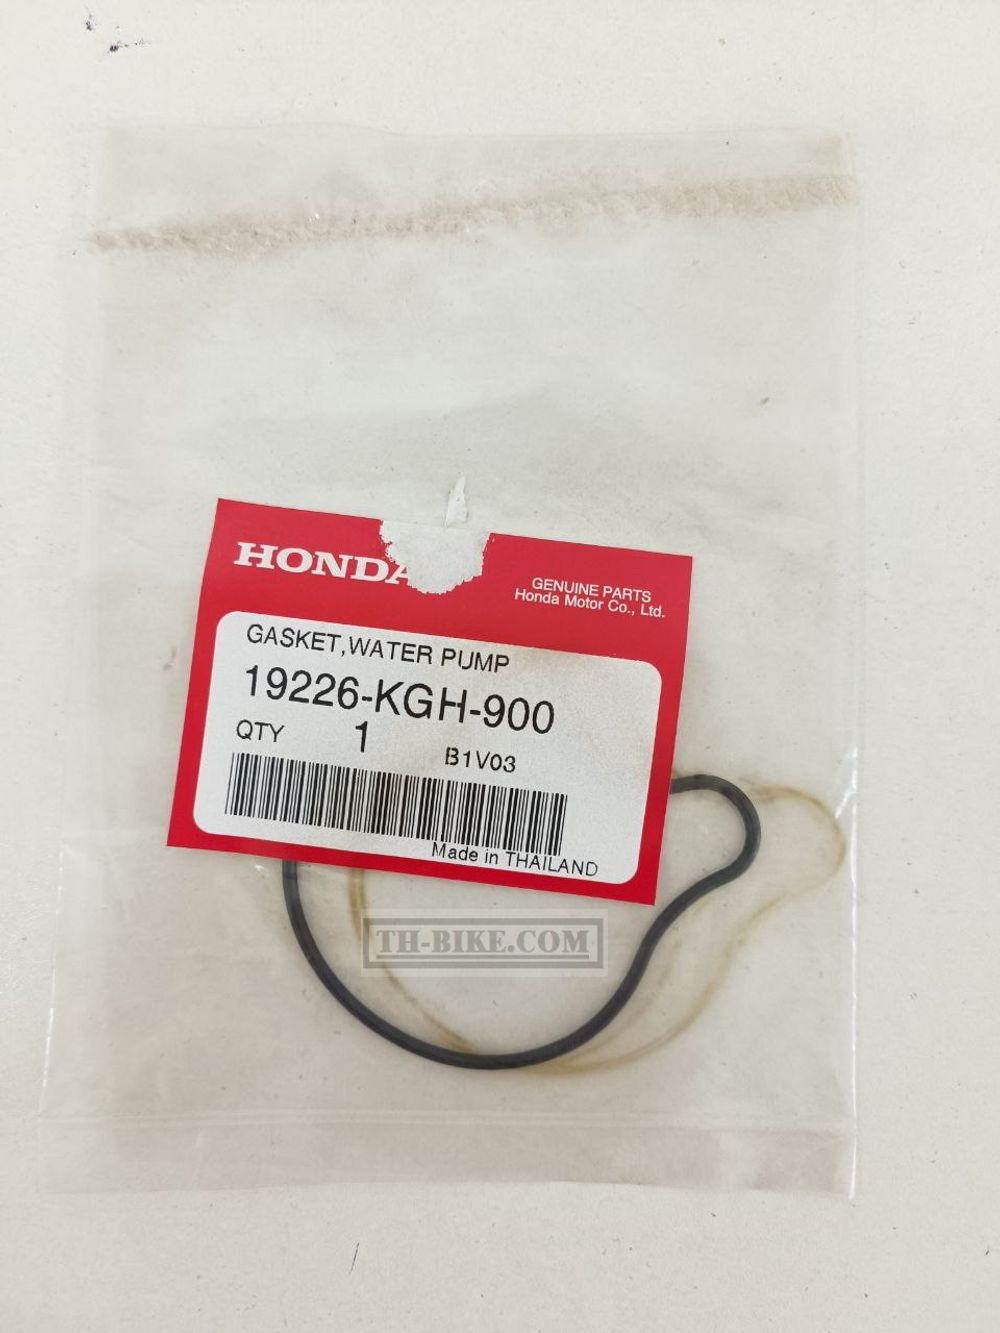 HONDA
GENUINE PARTS
Honda Motor Co., Ltd.
GASKET,WATER PUMP
19226-KGH-900
QTY 1 B1V03
Made in THAILAND
TH-BIKE.COM